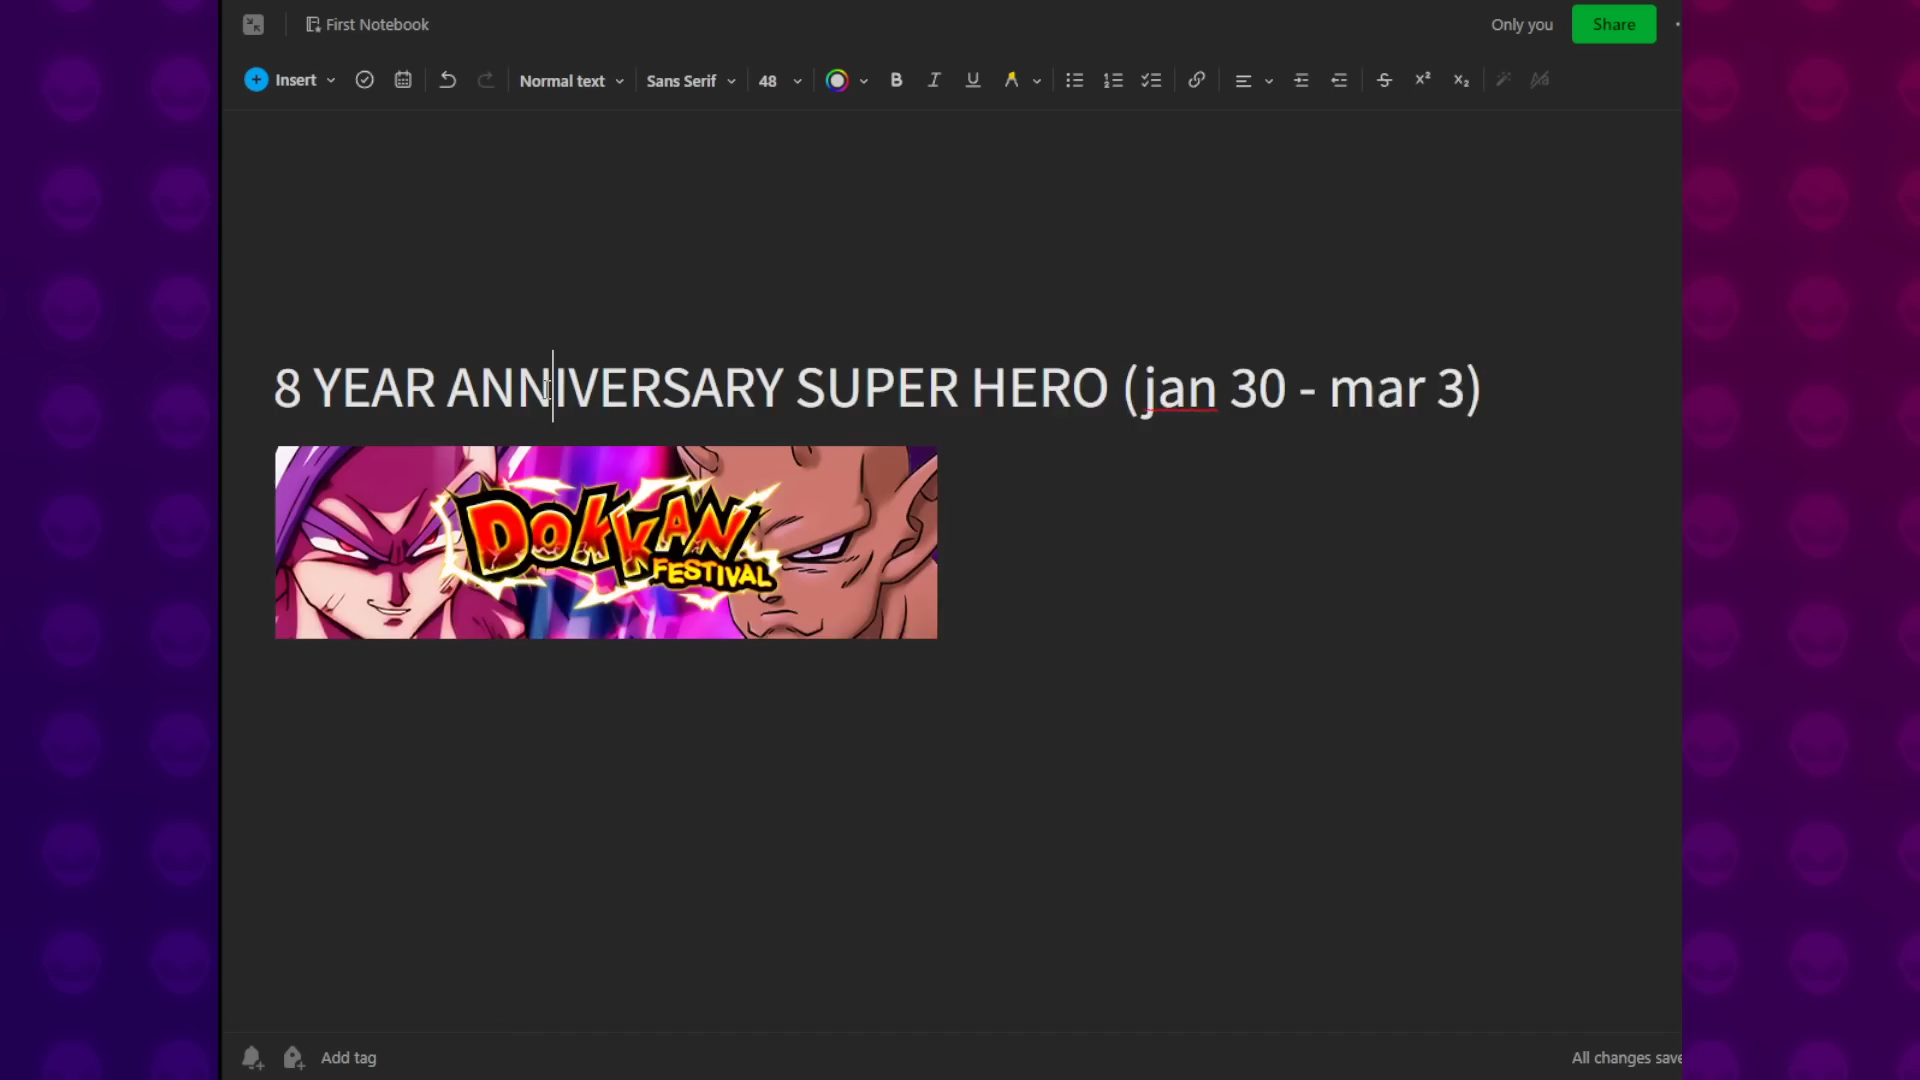 First Notebook
Only you
Share
Insert
Normal text
Sans Serif
48
8 YEAR ANNIVERSARY SUPER HERO (jan 30 - mar 3)
DOKKAN
FESTIVAL
Add tag
All changes save